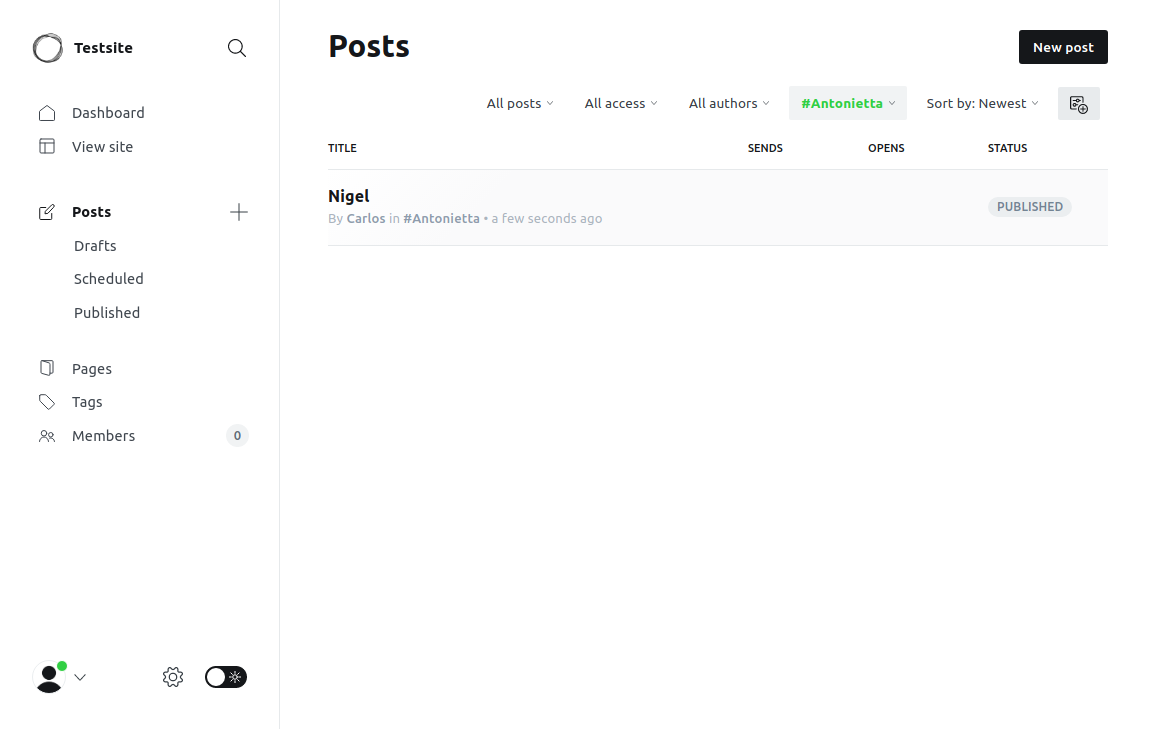 Testsite
Dashboard
View site
Posts
Drafts
Scheduled
Published
Pages
Tags
Members 0
Posts
New post
All posts All access All authors #Antonietta Sort by: Newest
TITLE SENDS OPENS STATUS
Nigel
By Carlos in #Antonietta • a few seconds ago
PUBLISHED